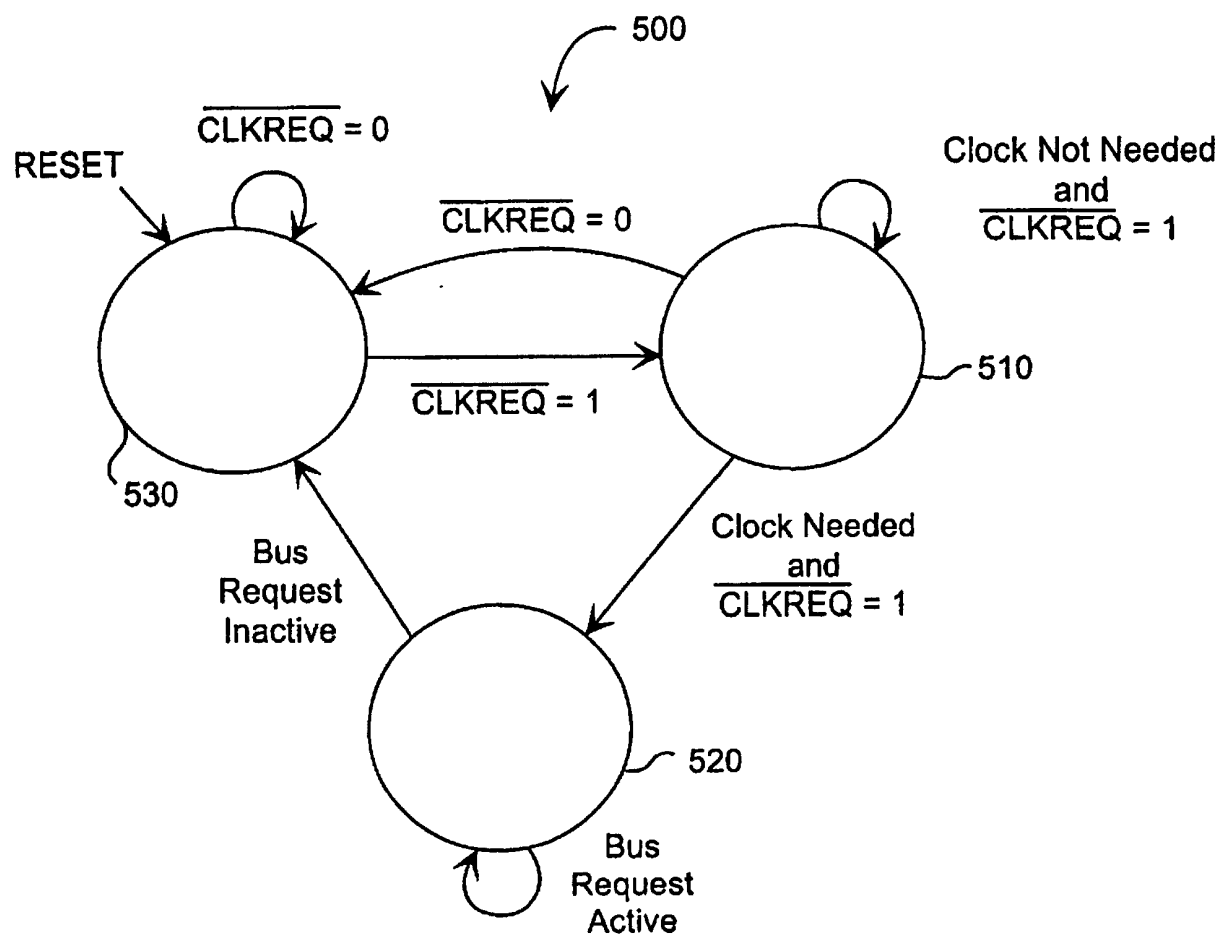 500
CLKREQ = 0
RESET
Clock Not Needed
and
CLKREQ = 1
CLKREQ = 0
510
CLKREQ = 1
530
Clock Needed
and
CLKREQ = 1
Bus
Request
Inactive
520
Bus
Request
Active